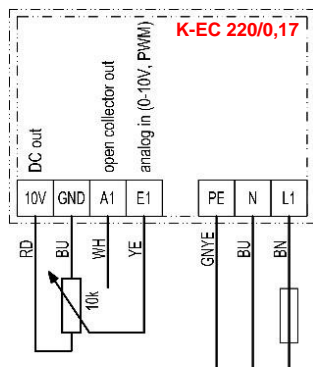 K-EC 220/0,17
DC out
open collector out
analog in (0-10V, PWM)
10V GND A1 E1 PE N L1
RD BU WH YE GNYE BU BN
10k